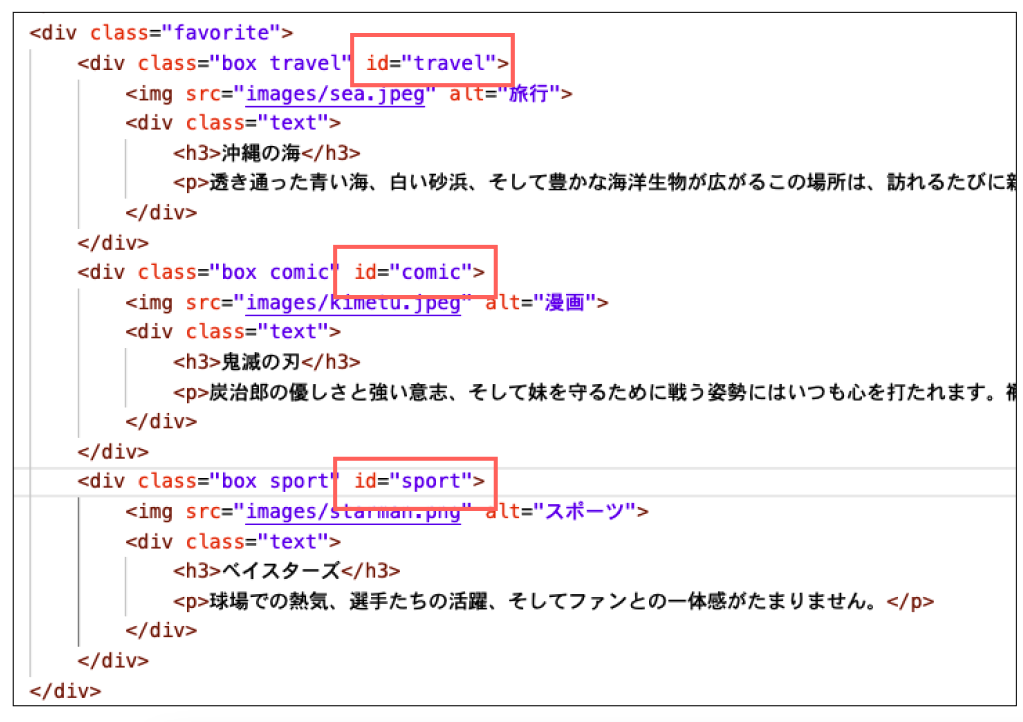 <div class="favorite">
<div class="box travel" id="travel">
<img src="images/sea.jpeg" alt="旅行">
<div class="text">
<h3>沖縄の海</h3>
<p>透き通った青い海、白い砂浜、そして豊かな海洋生物が広がるこの場所は、訪れるたびに新
</div>
</div>
<div class="box comic" id="comic">
<img src="images/kimetu.jpeg" alt="漫画">
<div class="text">
<h3>鬼滅の刃</h3>
<p>炭治郎の優しさと強い意志、そして妹を守るために戦う姿勢にはいつも心を打たれます。
</div>
</div>
<div class="box sport" id="sport">
<img src="images/starman.png" alt="スポーツ">
<div class="text">
<h3>ベイスターズ</h3>
<p>球場での熱気、選手たちの活躍、そしてファンとの一体感がたまりません。</p>
</div>
</div>
</div>